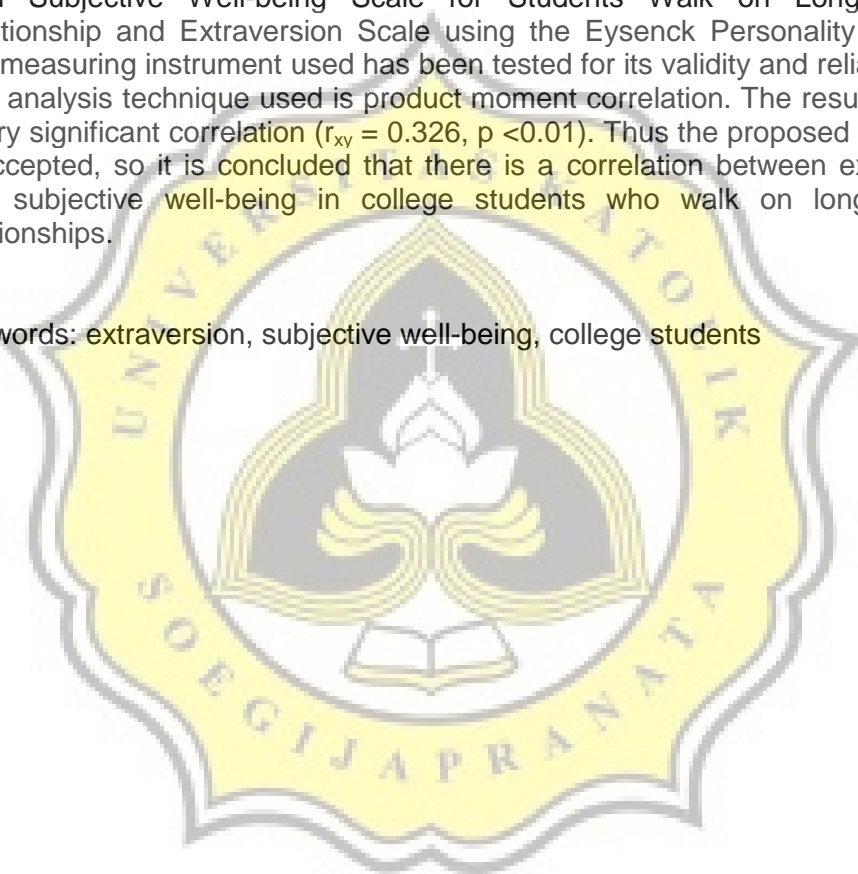 Subjective Well-being Scale for Students Walk on Long
tionship and Extraversion Scale using the Eysenck Personality
measuring instrument used has been tested for its validity and relia
analysis technique used is product moment correlation. The resu
ry significant correlation (rxy = 0.326, p <0.01). Thus the proposed
ccepted, so it is concluded that there is a correlation between ex
subjective well-being in college students who walk on long
tionships.
words: extraversion, subjective well-being, college students
UNIVERSITAS KATOLIK
SOEGIJAPRANATA